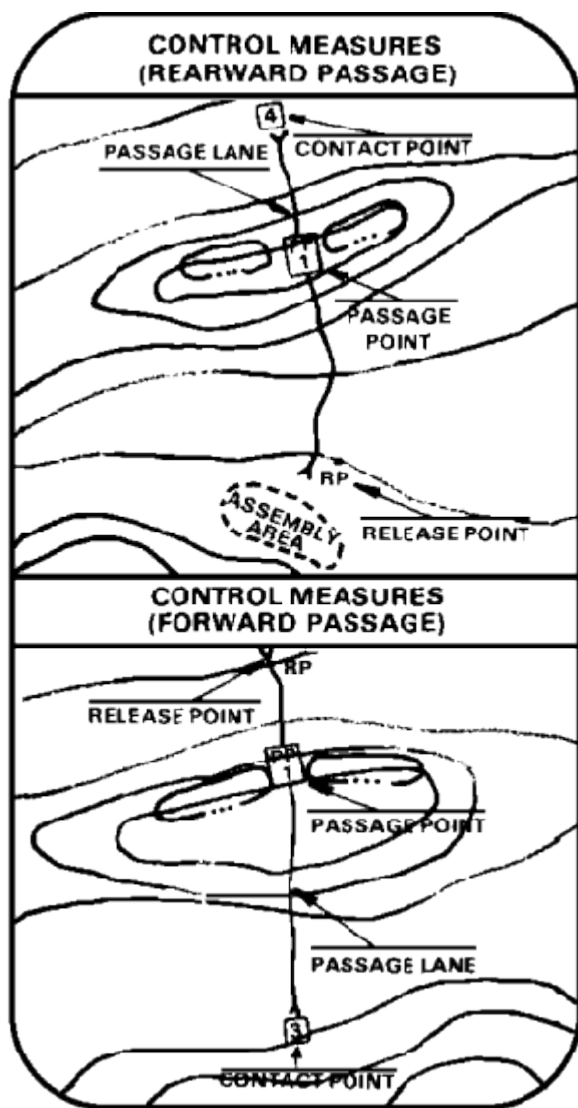 CONTROL MEASURES
(REARWARD PASSAGE)
4
CONTACT POINT
PASSAGE LANE
1
PASSAGE
POINT
RP
ASSEMBLY
AREA
RELEASE POINT
CONTROL MEASURES
(FORWARD PASSAGE)
RP
RELEASE POINT
PP
1
PASSAGE POINT
PASSAGE LANE
3
CONTACT POINT